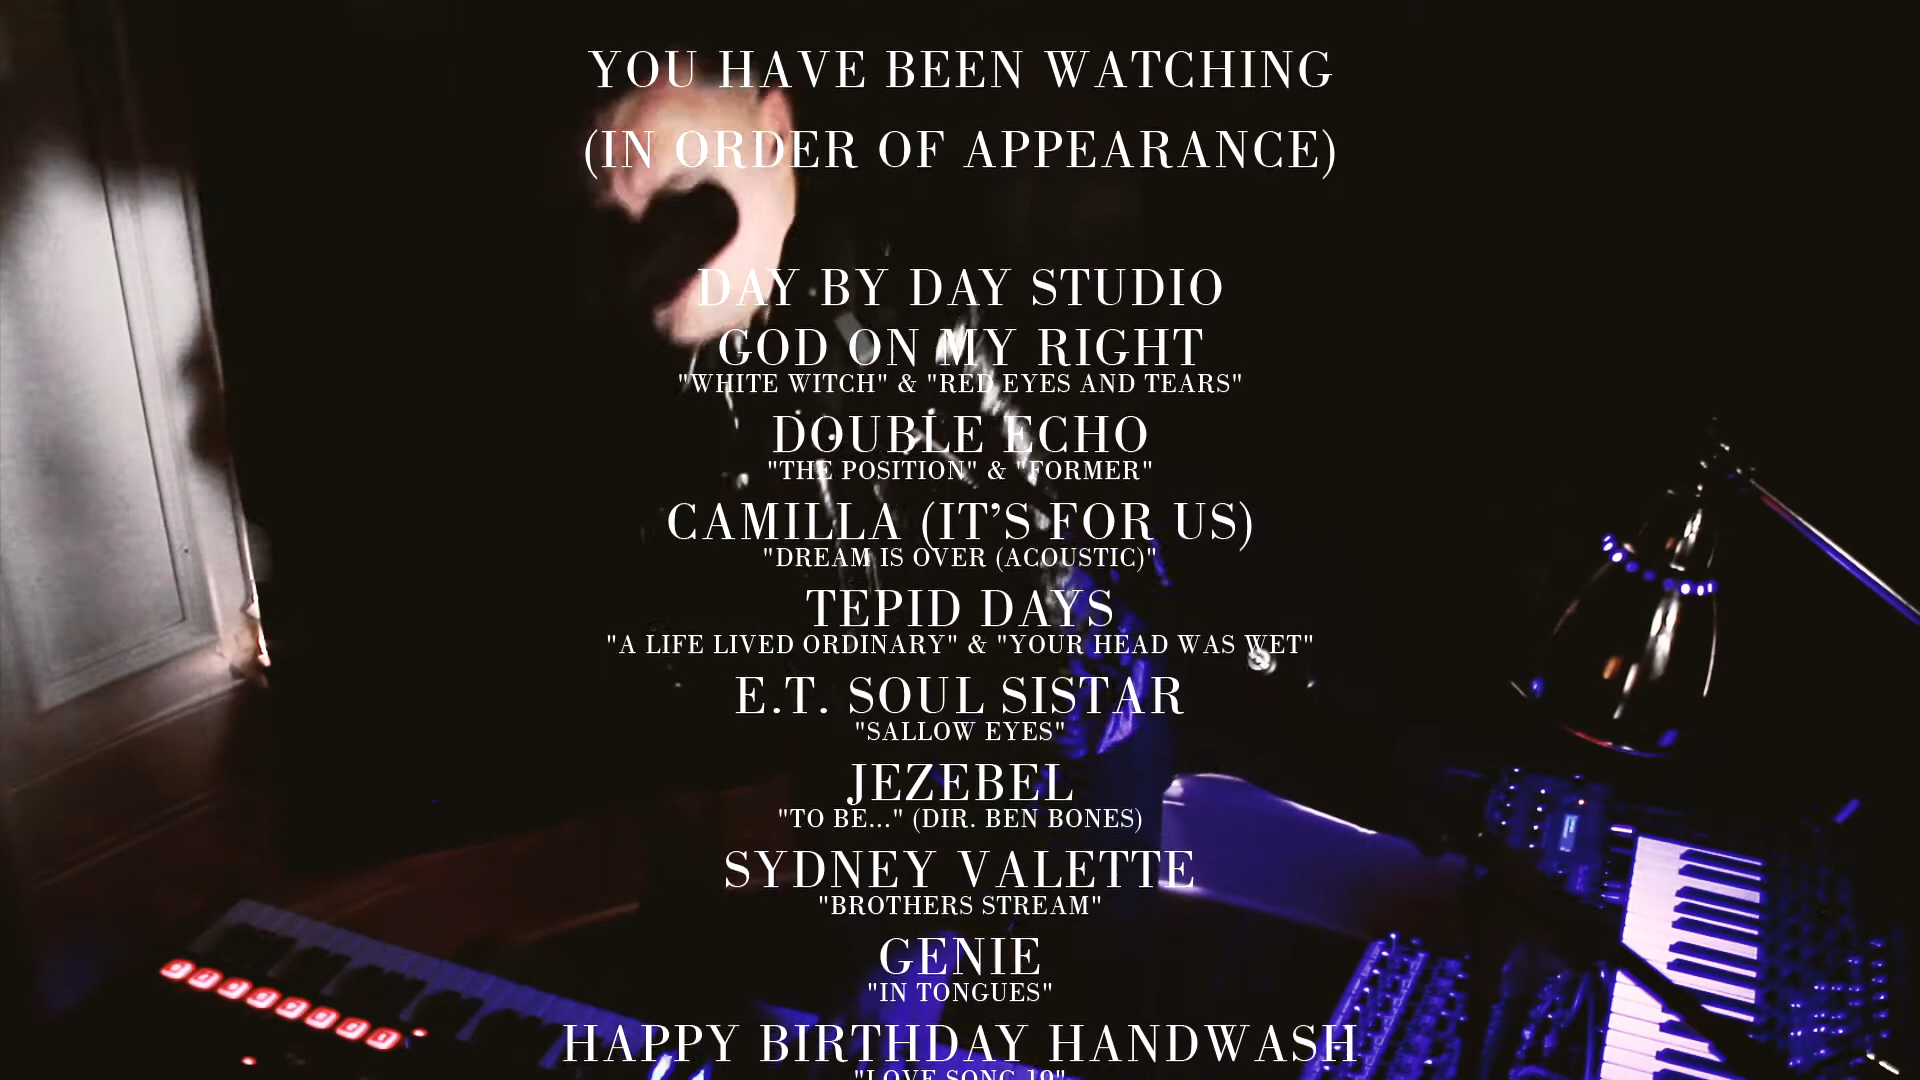 YOU HAVE BEEN WATCHING
(IN ORDER OF APPEARANCE)
DAY BY DAY STUDIO
GOD ON MY RIGHT
"WHITE WITCH" & "RED EYES AND TEARS"
DOUBLE ECHO
"THE POSITION" & "FORMER"
CAMILLA (IT'S FOR US)
"DREAM IS OVER (ACOUSTIC)"
TEPID DAYS
"A LIFE LIVED ORDINARY" & "YOUR HEAD WAS WET"
E.T. SOUL SISTAR
"SALLOW EYES"
JEZEBEL
"TO BE..." (DIR. BEN BONES)
SYDNEY VALETTE
"BROTHERS STREAM"
GENIE
"IN TONGUES"
HAPPY BIRTHDAY HANDWASH
"LOVE SONG 19"